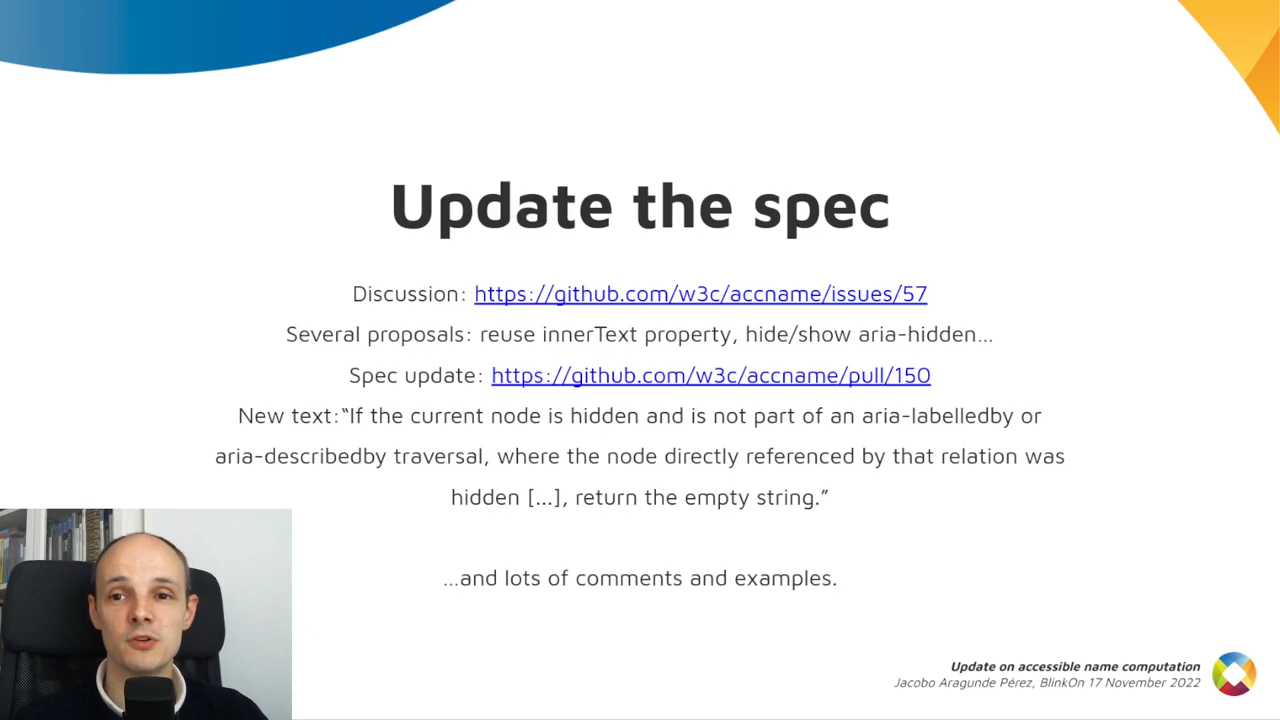 Update the spec
Discussion: https://github.com/w3c/accname/issues/57
Several proposals: reuse innerText property, hide/show aria-hidden...
Spec update: https://github.com/w3c/accname/pull/150
New text:“If the current node is hidden and is not part of an aria-labelledby or
aria-describedby traversal, where the node directly referenced by that relation was
hidden [...], return the empty string.”
...and lots of comments and examples.
Update on accessible name computation
Jacobo Aragunde Pérez, BlinkOn 17 November 2022